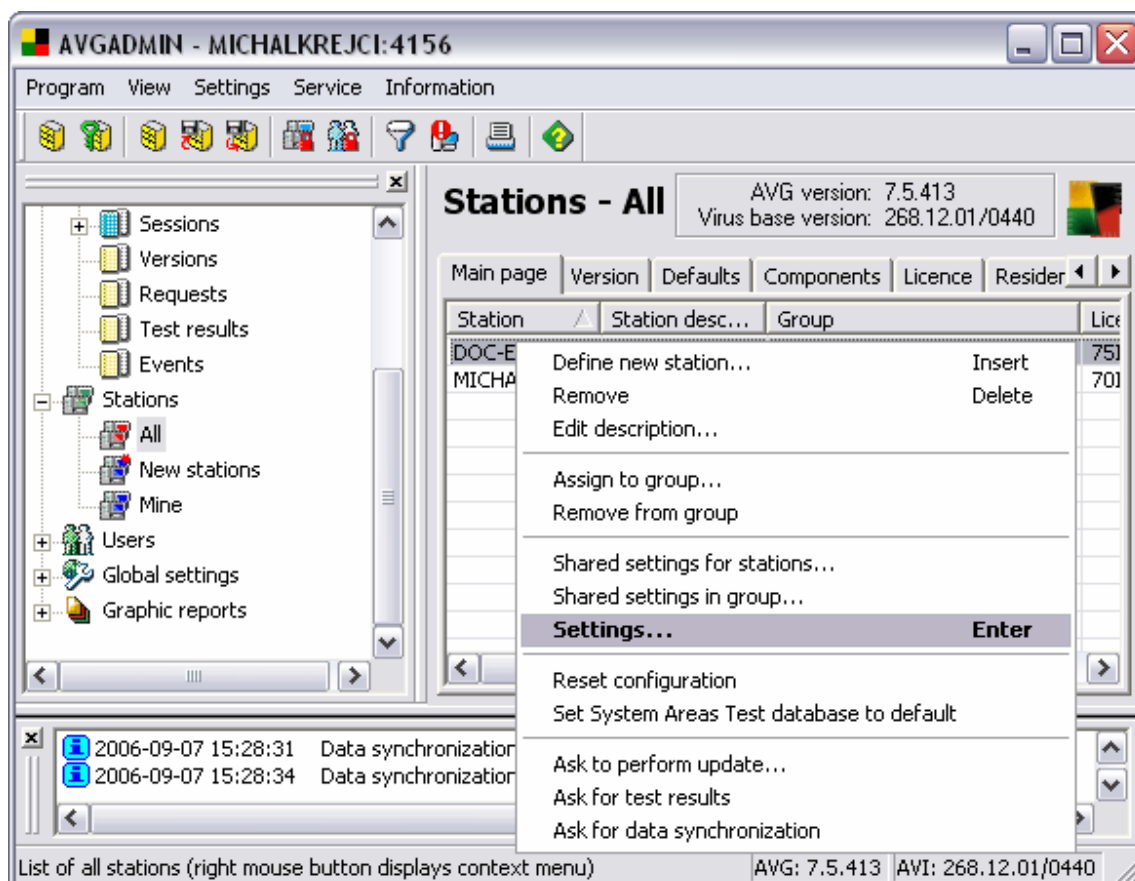 AVGADMIN - MICHALKREJCI:4156
Program View Settings Service Information
Sessions
Versions
Requests
Test results
Events
Stations
All
New stations
Mine
Users
Global settings
Graphic reports
Stations - All
AVG version: 7.5.413
Virus base version: 268.12.01/0440
Main page Version Defaults Components Licence Resider
Station Station desc... Group Lice
DOC-E 751
MICHA 701
Define new station... Insert
Remove Delete
Edit description...
Assign to group...
Remove from group
Shared settings for stations...
Shared settings in group...
Settings... Enter
Reset configuration
Set System Areas Test database to default
Ask to perform update...
Ask for test results
Ask for data synchronization
2006-09-07 15:28:31 Data synchronization
2006-09-07 15:28:34 Data synchronization
List of all stations (right mouse button displays context menu) AVG: 7.5.413 AVI: 268.12.01/0440